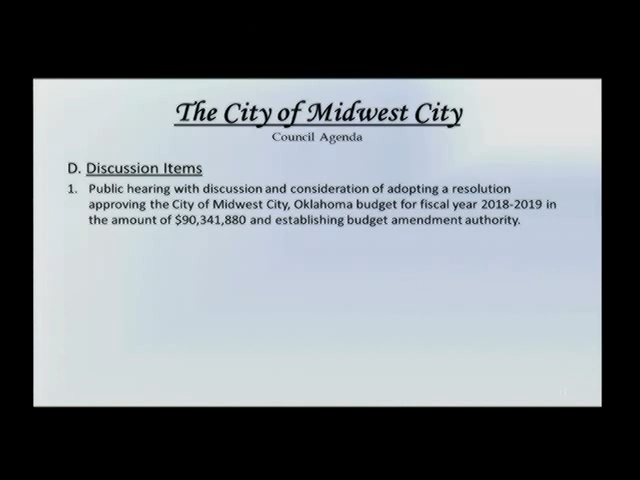 The City of Midwest City
Council Agenda
D. Discussion Items
1. Public hearing with discussion and consideration of adopting a resolution
approving the City of Midwest City, Oklahoma budget for fiscal year 2018-2019 in
the amount of $90,341,880 and establishing budget amendment authority.